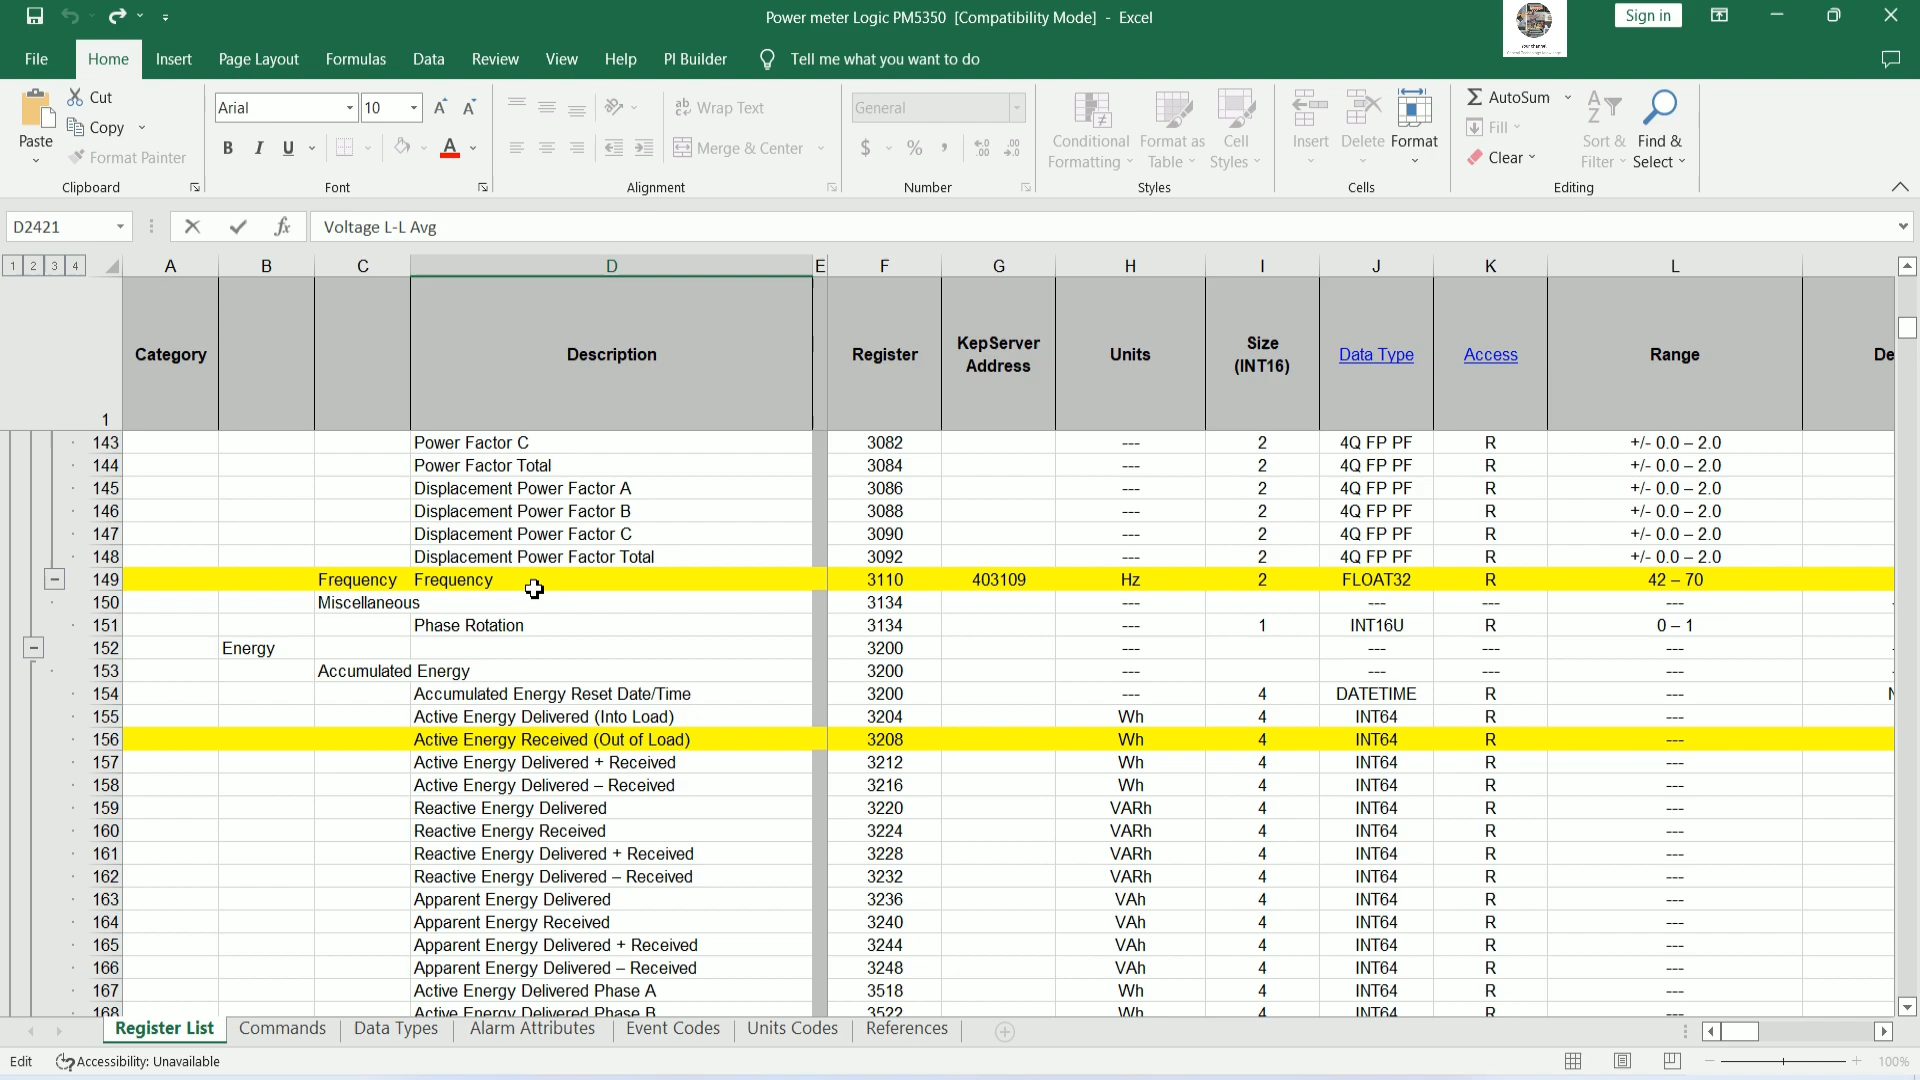 Power meter Logic PM5350 [Compatibility Mode] - Excel
Sign in
File Home Insert Page Layout Formulas Data Review View Help PI Builder Tell me what you want to do
Paste
Cut
Copy
Format Painter
Clipboard
Arial 10
B I U
Font
Wrap Text
Merge & Center
Alignment
General
Number
Conditional Formatting
Format as Table
Cell Styles
Styles
Insert Delete Format
Cells
AutoSum
Fill
Clear
Sort & Filter
Find & Select
Editing
D2421 fx Voltage L-L Avg
1 2 3 4 A B C D E F G H I J K L
1 Category Description Register KepServer Address Units Size (INT16) Data Type Access Range De
143 Power Factor C 3082 --- 2 4Q FP PF R +/- 0.0 – 2.0
144 Power Factor Total 3084 --- 2 4Q FP PF R +/- 0.0 – 2.0
145 Displacement Power Factor A 3086 --- 2 4Q FP PF R +/- 0.0 – 2.0
146 Displacement Power Factor B 3088 --- 2 4Q FP PF R +/- 0.0 – 2.0
147 Displacement Power Factor C 3090 --- 2 4Q FP PF R +/- 0.0 – 2.0
148 Displacement Power Factor Total 3092 --- 2 4Q FP PF R +/- 0.0 – 2.0
149 Frequency Frequency 3110 403109 Hz 2 FLOAT32 R 42 – 70
150 Miscellaneous 3134 --- --- --- ---
151 Phase Rotation 3134 --- 1 INT16U R 0 – 1
152 Energy 3200 --- --- --- ---
153 Accumulated Energy 3200 --- --- --- ---
154 Accumulated Energy Reset Date/Time 3200 --- 4 DATETIME R ---
155 Active Energy Delivered (Into Load) 3204 Wh 4 INT64 R ---
156 Active Energy Received (Out of Load) 3208 Wh 4 INT64 R ---
157 Active Energy Delivered + Received 3212 Wh 4 INT64 R ---
158 Active Energy Delivered – Received 3216 Wh 4 INT64 R ---
159 Reactive Energy Delivered 3220 VARh 4 INT64 R ---
160 Reactive Energy Received 3224 VARh 4 INT64 R ---
161 Reactive Energy Delivered + Received 3228 VARh 4 INT64 R ---
162 Reactive Energy Delivered – Received 3232 VARh 4 INT64 R ---
163 Apparent Energy Delivered 3236 VAh 4 INT64 R ---
164 Apparent Energy Received 3240 VAh 4 INT64 R ---
165 Apparent Energy Delivered + Received 3244 VAh 4 INT64 R ---
166 Apparent Energy Delivered – Received 3248 VAh 4 INT64 R ---
167 Active Energy Delivered Phase A 3518 Wh 4 INT64 R ---
168 Active Energy Delivered Phase B 3522 Wh 4 INT64 R ---
Register List Commands Data Types Alarm Attributes Event Codes Units Codes References
Edit Accessibility: Unavailable 100%